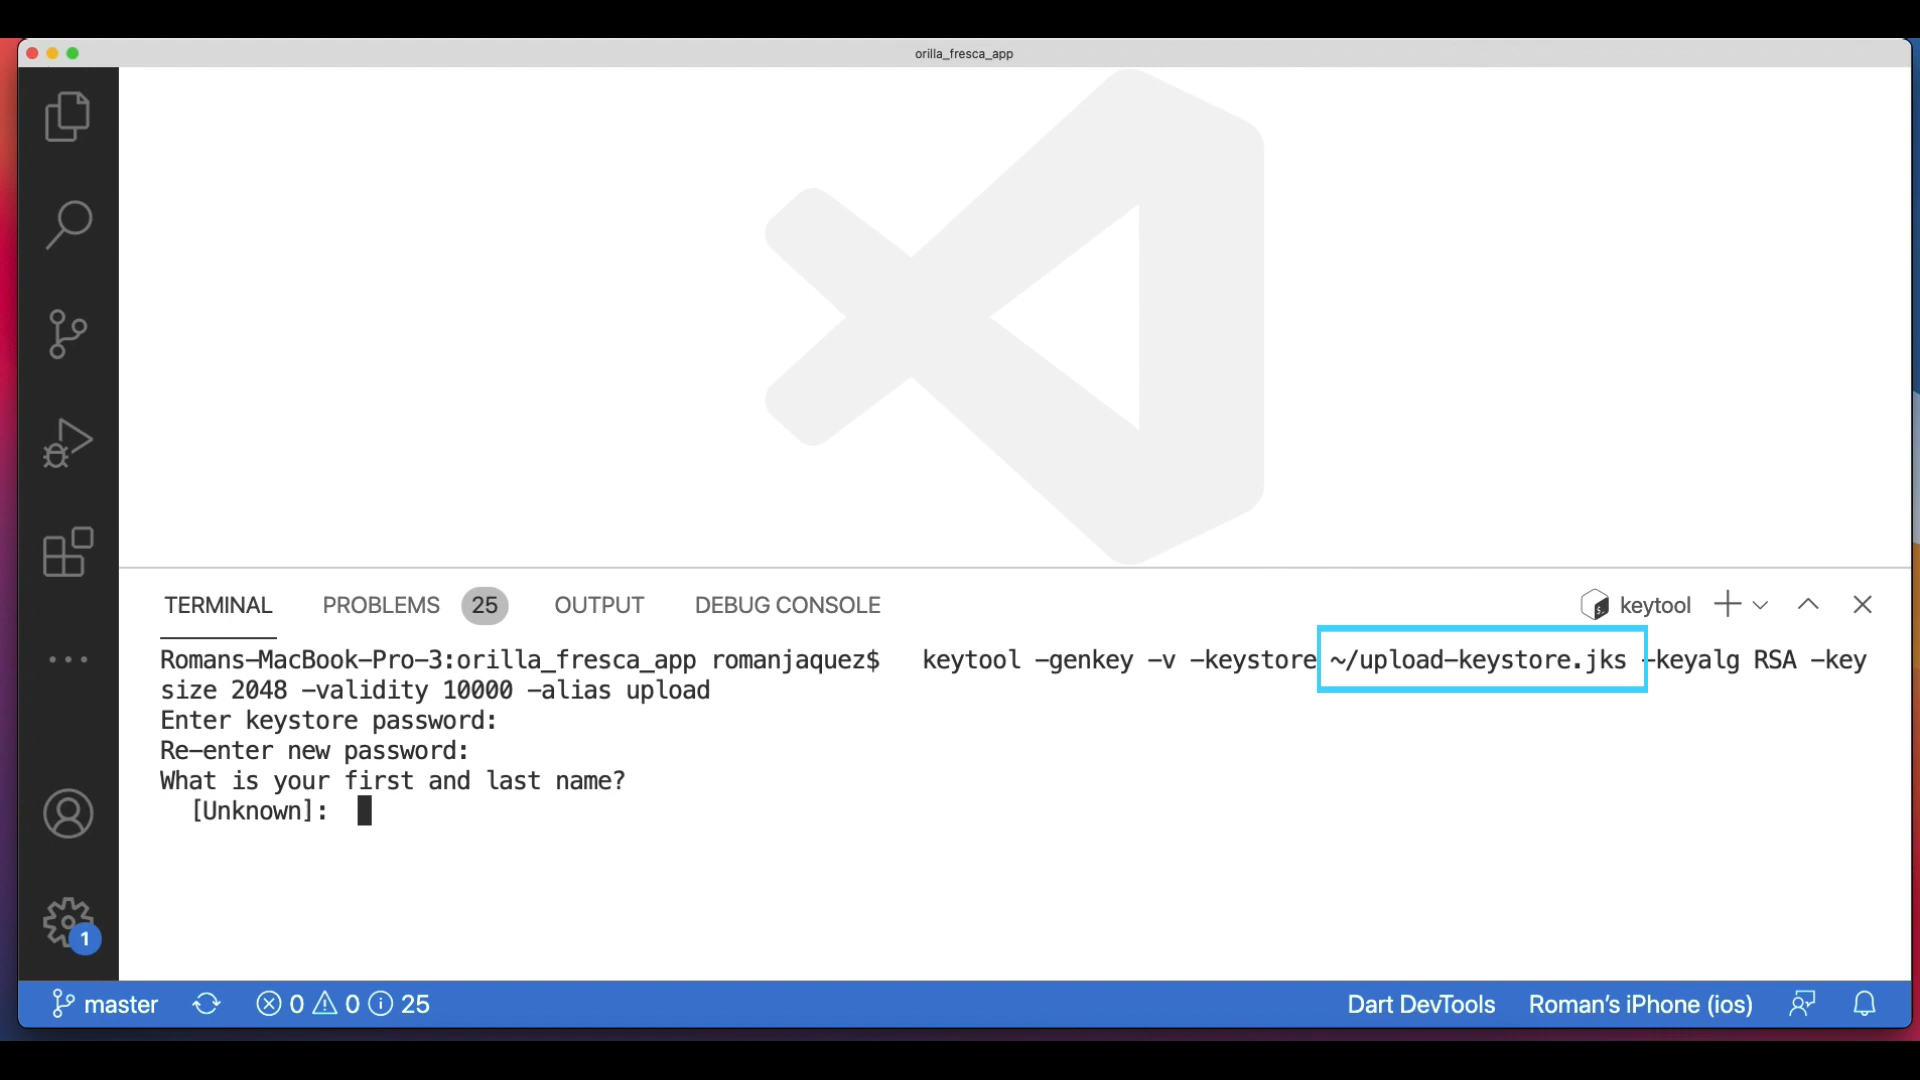 orilla_fresca_app
TERMINAL PROBLEMS 25 OUTPUT DEBUG CONSOLE keytool
Romans-MacBook-Pro-3:orilla_fresca_app romanjaquez$   keytool -genkey -v -keystore ~/upload-keystore.jks -keyalg RSA -key
size 2048 -validity 10000 -alias upload
Enter keystore password:
Re-enter new password:
What is your first and last name?
  [Unknown]:
1
master 0 0 25 Dart DevTools Roman's iPhone (ios)